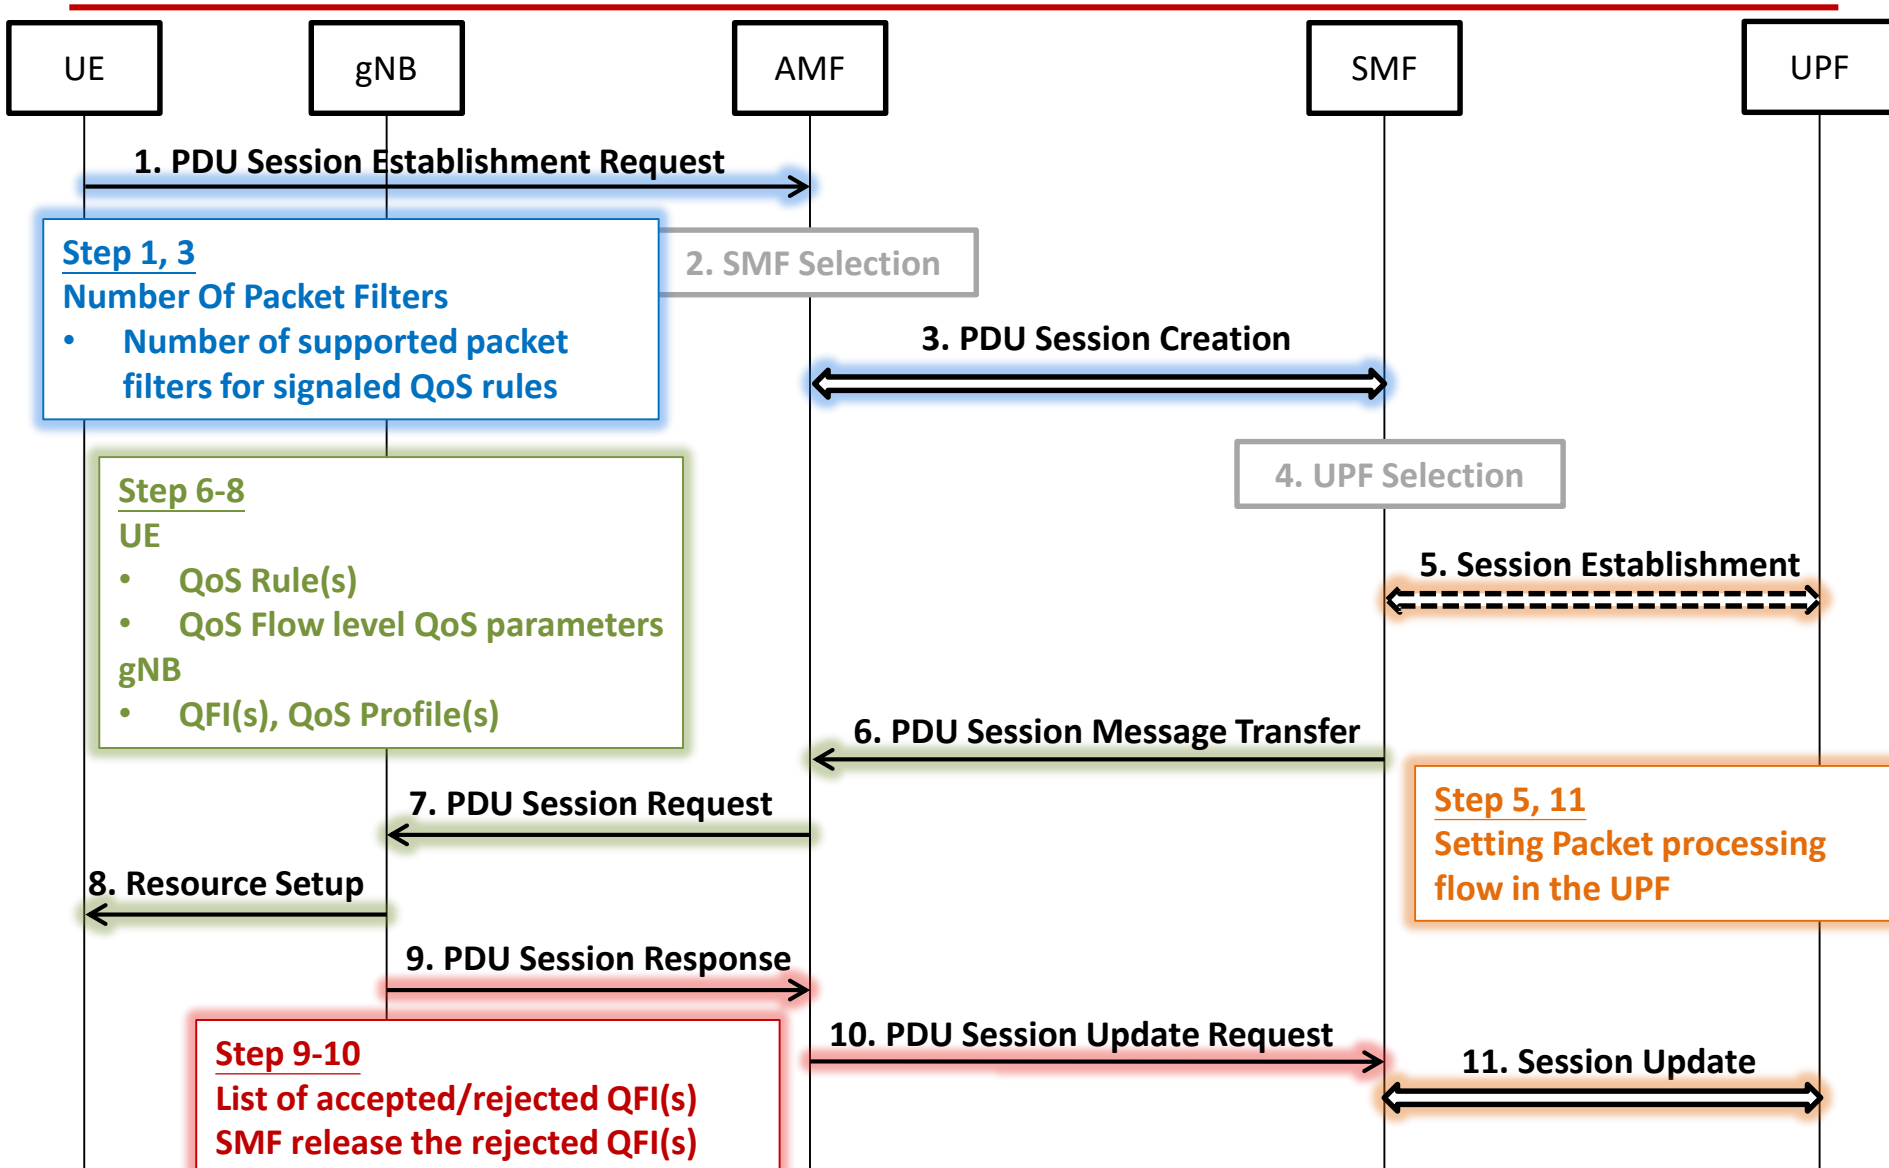 UE
gNB
AMF
SMF
UPF
1. PDU Session Establishment Request
Step 1, 3
Number Of Packet Filters
• Number of supported packet
filters for signaled QoS rules
2. SMF Selection
3. PDU Session Creation
4. UPF Selection
Step 6-8
UE
• QoS Rule(s)
• QoS Flow level QoS parameters
gNB
• QFI(s), QoS Profile(s)
5. Session Establishment
6. PDU Session Message Transfer
7. PDU Session Request
Step 5, 11
Setting Packet processing
flow in the UPF
8. Resource Setup
9. PDU Session Response
10. PDU Session Update Request
11. Session Update
Step 9-10
List of accepted/rejected QFI(s)
SMF release the rejected QFI(s)